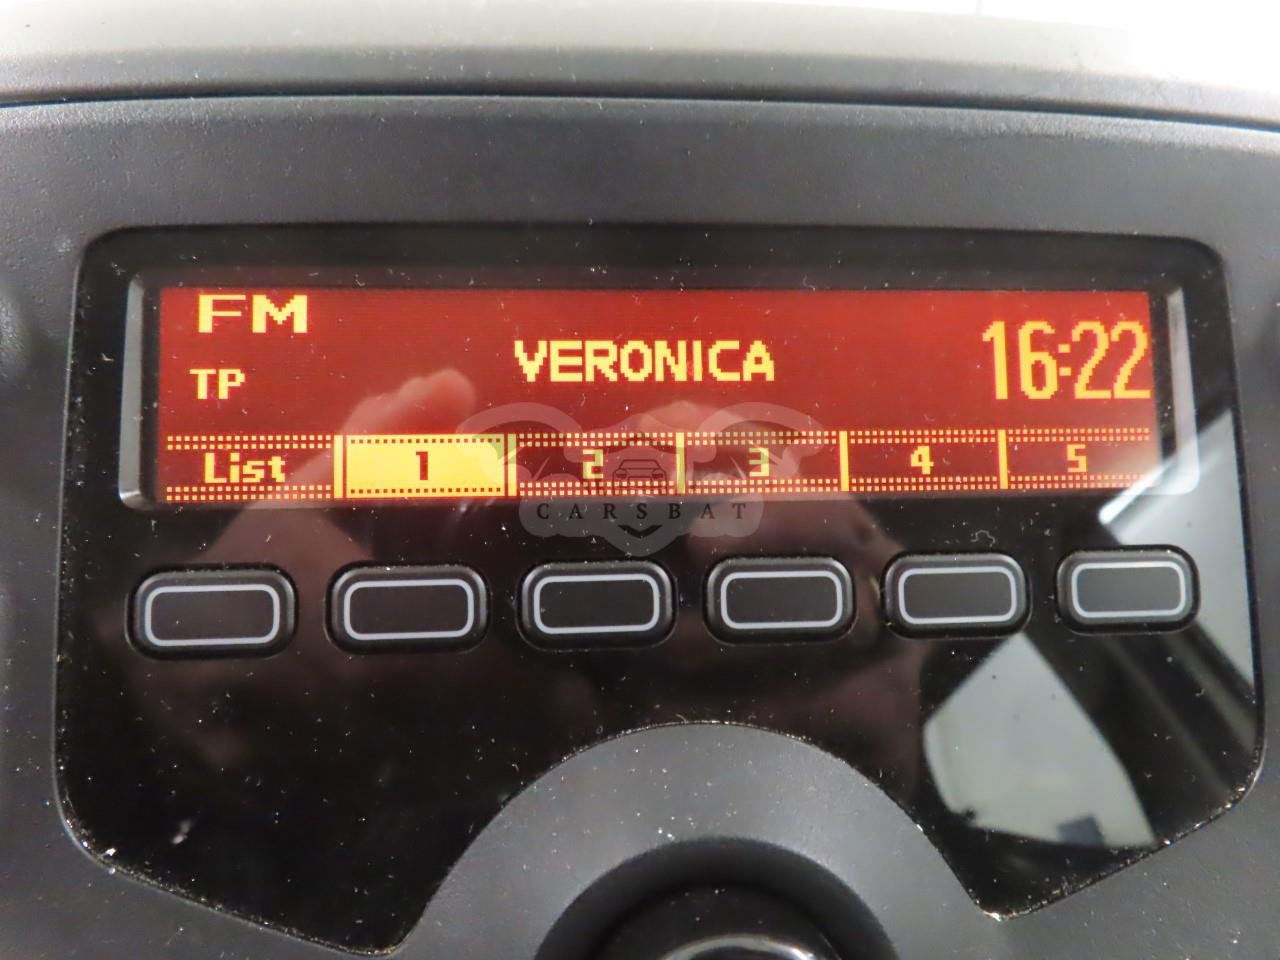 FM
VERONICA
16:22
TP
List 1 2 3 4 5
CARSBAT